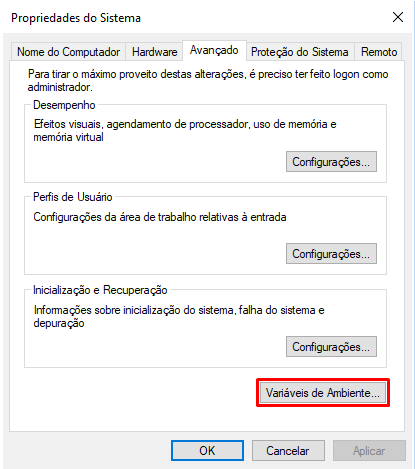 Propriedades do Sistema
Nome do Computador Hardware Avançado Proteção do Sistema Remoto
Para tirar o máximo proveito destas alterações, é preciso ter feito logon como
administrador.
Desempenho
Efeitos visuais, agendamento de processador, uso de memória e
memória virtual
Configurações...
Perfis de Usuário
Configurações da área de trabalho relativas à entrada
Configurações...
Inicialização e Recuperação
Informações sobre inicialização do sistema, falha do sistema e
depuração
Configurações...
Variáveis de Ambiente...
OK Cancelar Aplicar